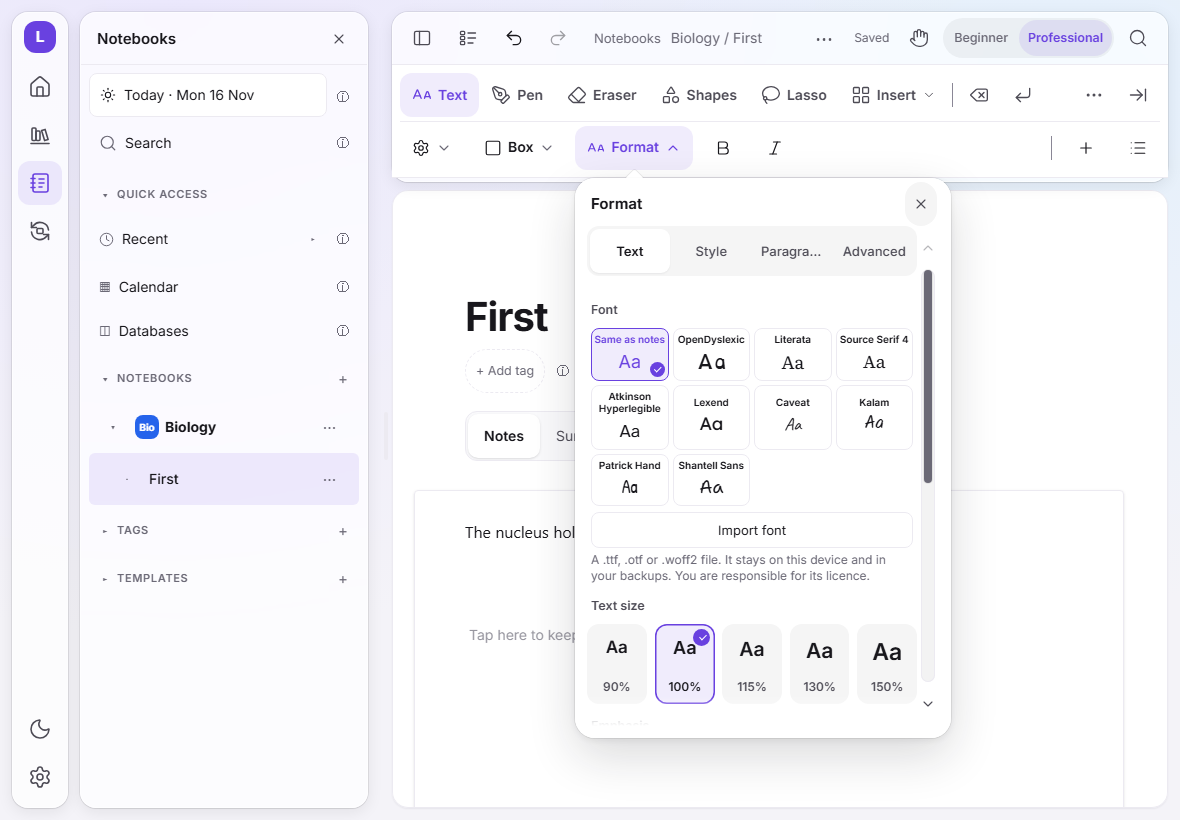 L
Notebooks
Today · Mon 16 Nov
Search
QUICK ACCESS
Recent
Calendar
Databases
NOTEBOOKS
Bio Biology
First
TAGS
TEMPLATES
Notebooks Biology / First
Saved
Beginner Professional
AA Text Pen Eraser Shapes Lasso Insert
Box AA Format B I
First
+ Add tag
Notes
The nucleus
Tap here to keep
Format
Text Style Paragra... Advanced
Font
Same as notes OpenDyslexic Literata Source Serif 4
Aa Aa Aa Aa
Atkinson Hyperlegible Lexend Caveat Kalam
Aa Aa Aa Aa
Patrick Hand Shantell Sans
Aa Aa
Import font
A .ttf, .otf or .woff2 file. It stays on this device and in
your backups. You are responsible for its licence.
Text size
Aa Aa Aa Aa Aa
90% 100% 115% 130% 150%